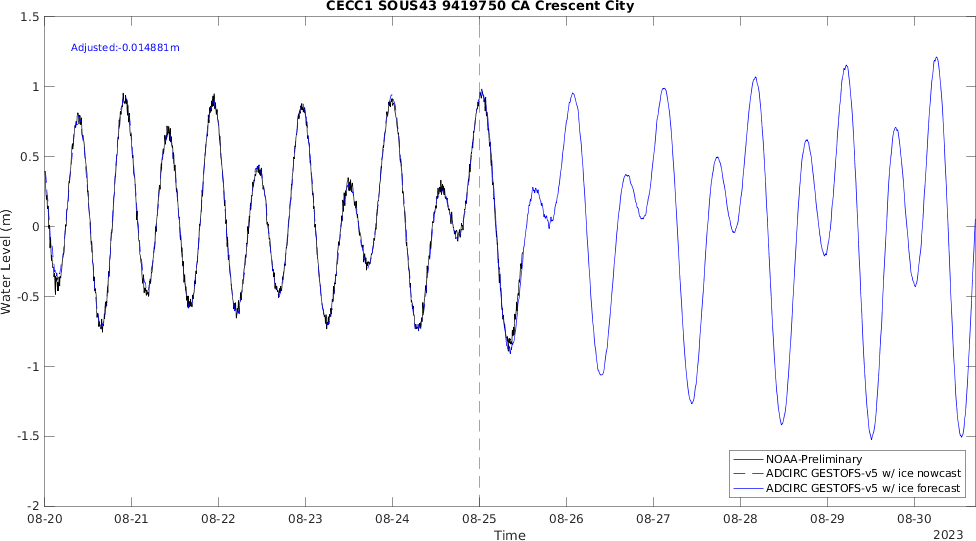 CECC1 SOUS43 9419750 CA Crescent City
Adjusted:-0.014881m
Water Level (m)
1.5
1
0.5
0
-0.5
-1
-1.5
-2
08-20 08-21 08-22 08-23 08-24 08-25 08-26 08-27 08-28 08-29 08-30
Time
2023
NOAA-Preliminary
ADCIRC GESTOFS-v5 w/ ice nowcast
ADCIRC GESTOFS-v5 w/ ice forecast